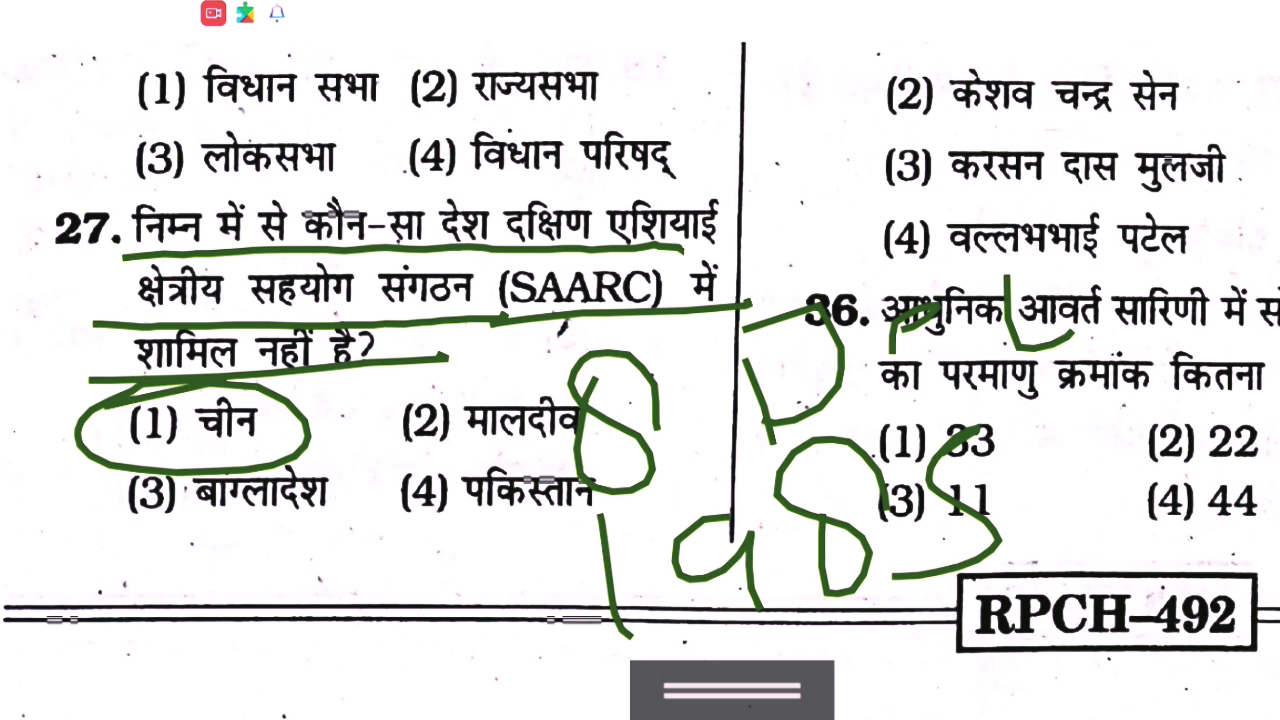 (1) विधान सभा (2) राज्यसभा
(3) लोकसभा (4) विधान परिषद्
27. निम्न में से कौन-सा देश दक्षिण एशियाई
क्षेत्रीय सहयोग संगठन (SAARC) में
शामिल नहीं है?
(1) चीन (2) मालदीव
(3) बाग्लादेश (4) पकिस्तान
8 D
1985
(2) केशव चन्द्र सेन
(3) करसन दास मुलजी
(4) वल्लभभाई पटेल
36. आधुनिक आवर्त सारिणी में
का परमाणु क्रमांक कितना
(1) 33 (2) 22
(3) 11 (4) 44
RPCH–492